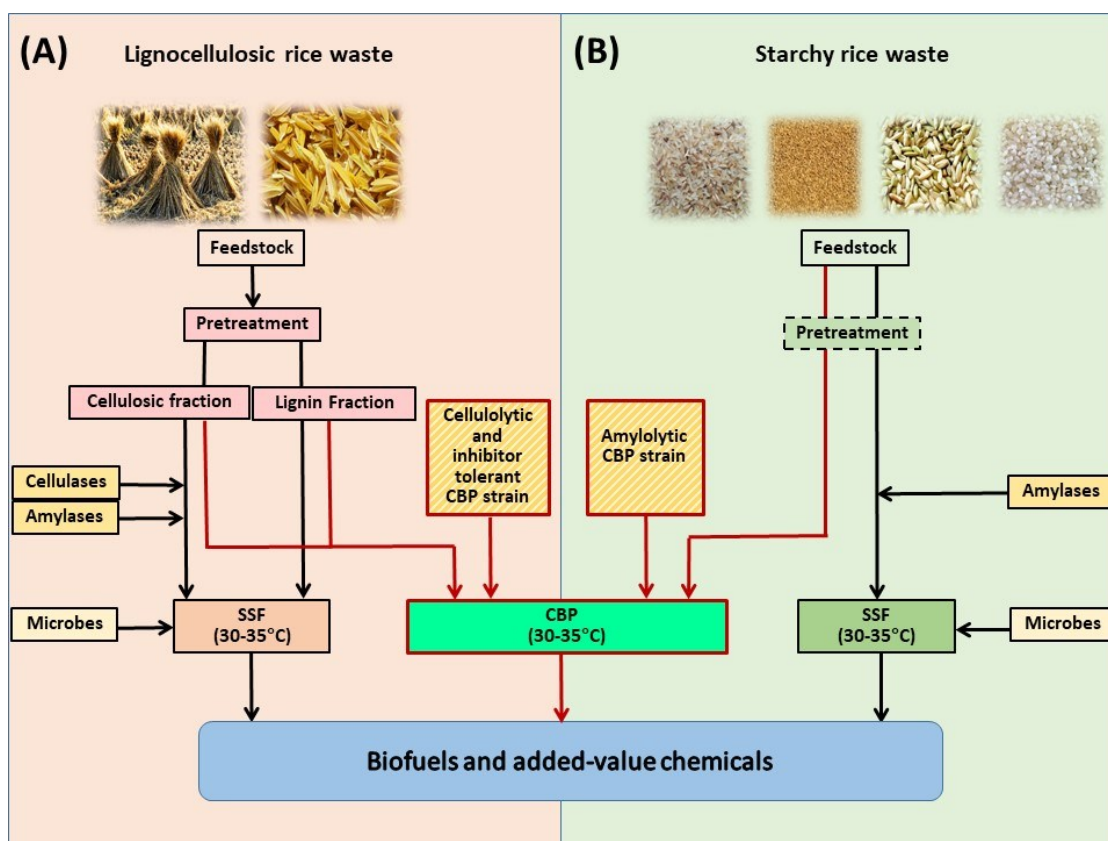 (A)
Lignocellulosic rice waste
Feedstock
Pretreatment
Cellulosic fraction
Lignin Fraction
Cellulases
Amylases
Microbes
SSF
(30-35°C)
Cellulolytic
and
inhibitor
tolerant
CBP strain
(B)
Starchy rice waste
Feedstock
Pretreatment
Amylolytic
CBP strain
Amylases
CBP
(30-35°C)
SSF
(30-35°C)
Microbes
Biofuels and added-value chemicals